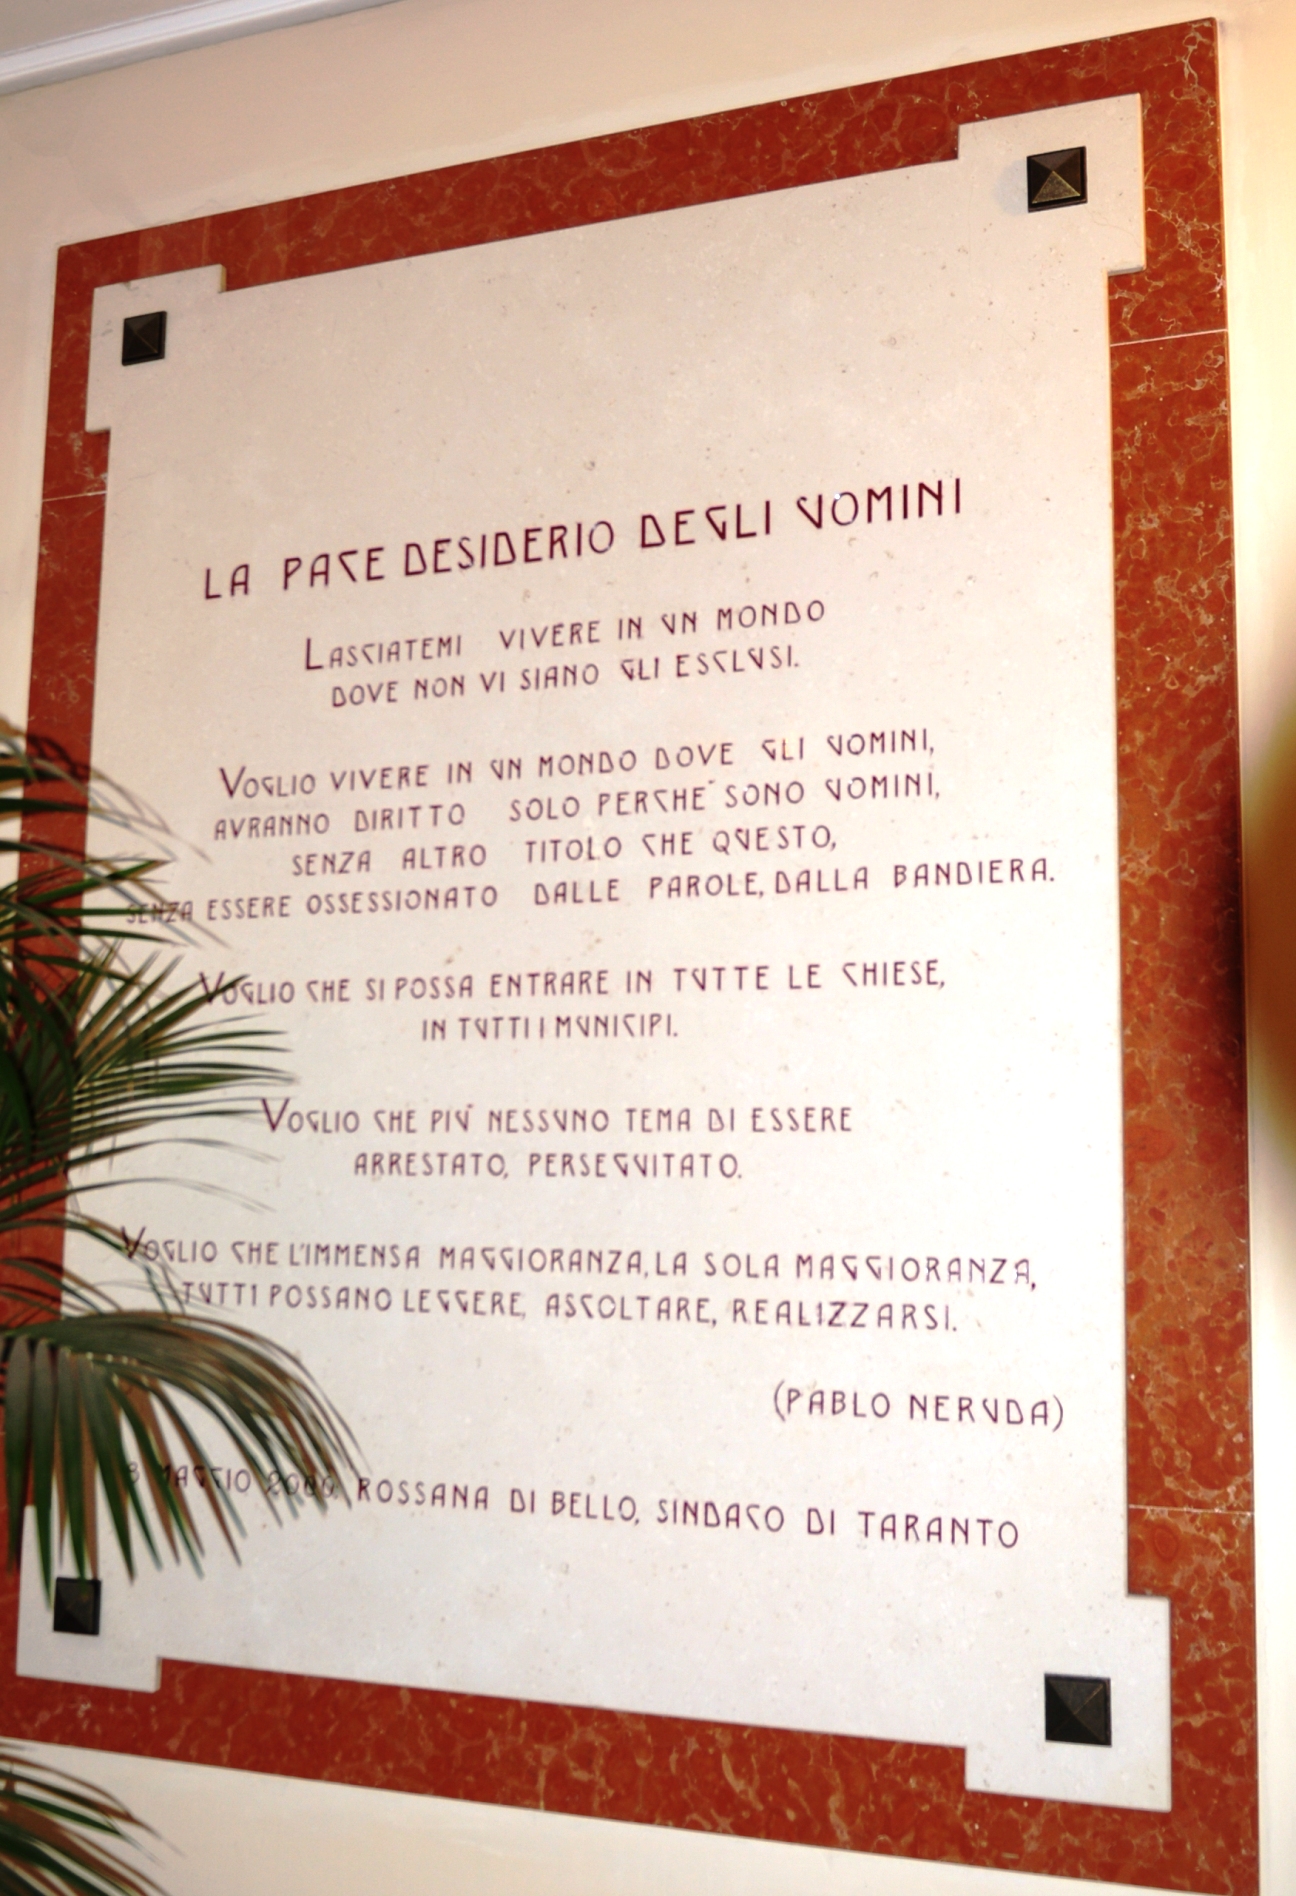 LA PACE DESIDERIO DEGLI UOMINI
LASCIATEMI VIVERE IN UN MONDO
DOVE NON VI SIANO GLI ESCLUSI.
VOGLIO VIVERE IN UN MONDO DOVE GLI UOMINI,
AVRANNO DIRITTO SOLO PERCHE´ SONO UOMINI,
SENZA ALTRO TITOLO CHE QUESTO,
SENZA ESSERE OSSESSIONATO DALLE PAROLE, DALLA BANDIERA.
VOGLIO CHE SI POSSA ENTRARE IN TUTTE LE CHIESE,
IN TUTTI I MUNICIPI.
VOGLIO CHE PIÚ NESSUNO TEMA DI ESSERE
ARRESTATO, PERSEGUITATO.
VOGLIO CHE L'IMMENSA MAGGIORANZA, LA SOLA MAGGIORANZA,
TUTTI POSSANO LEGGERE, ASCOLTARE, REALIZZARSI.
(PABLO NERUDA)
MAGGIO 2000, ROSSANA DI BELLO, SINDACO DI TARANTO